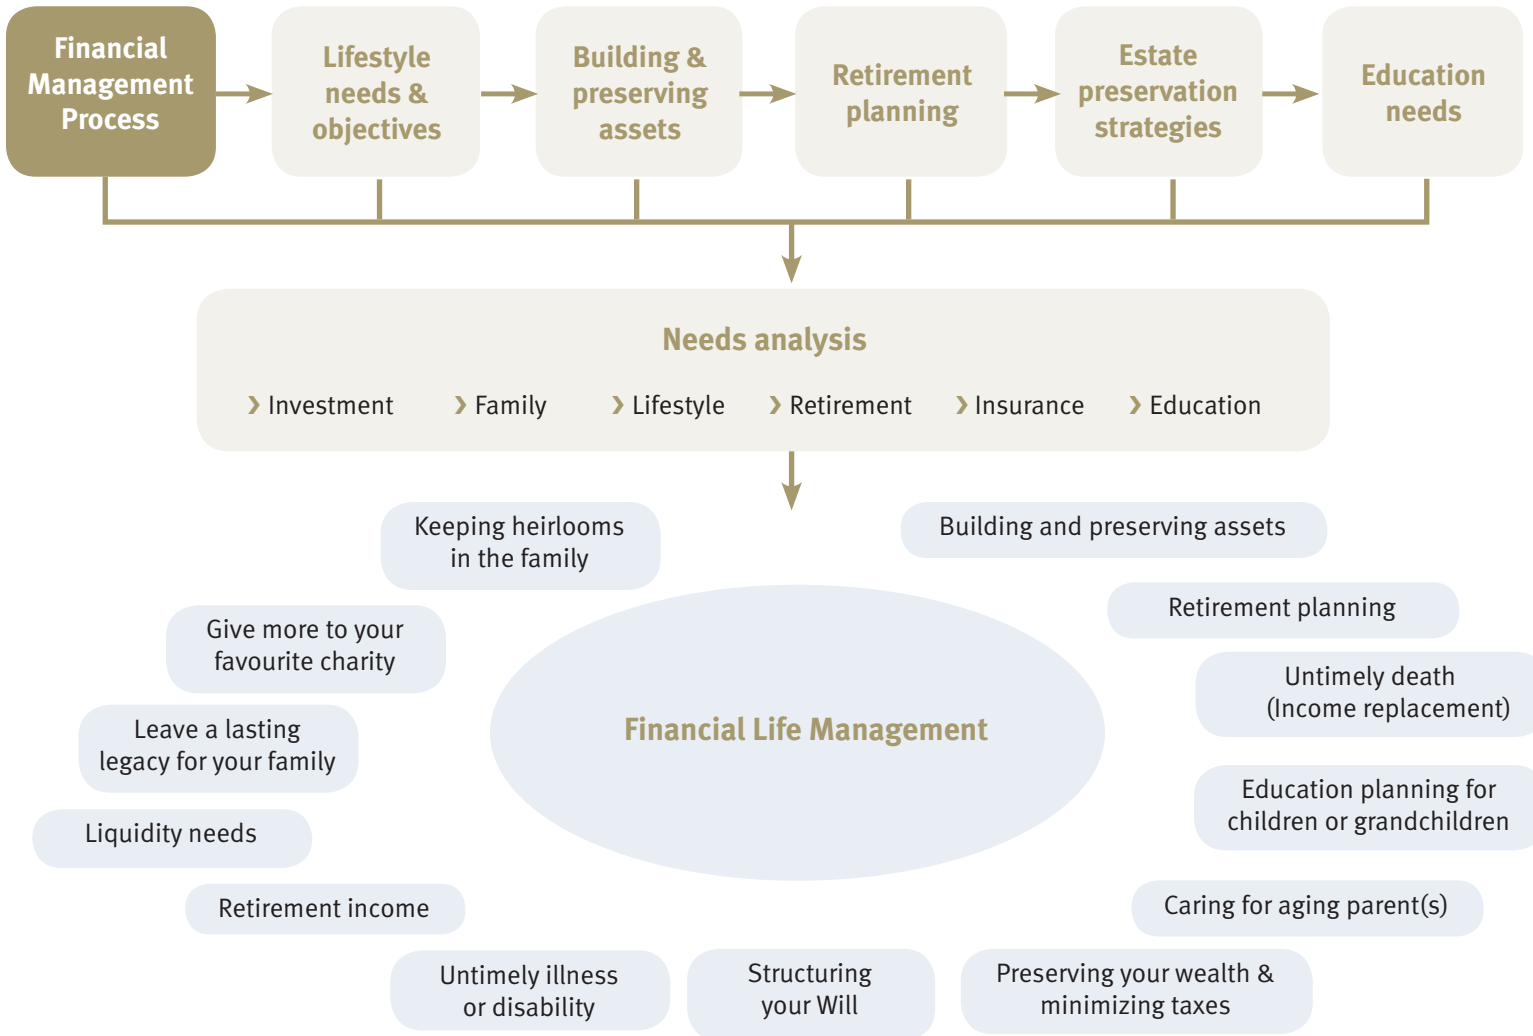 Financial
Management
Process
Lifestyle
needs &
objectives
Building &
preserving
assets
Retirement
planning
Estate
preservation
strategies
Education
needs
Needs analysis
› Investment › Family › Lifestyle › Retirement › Insurance › Education
Keeping heirlooms
in the family
Building and preserving assets
Give more to your
favourite charity
Retirement planning
Leave a lasting
legacy for your family
Untimely death
(Income replacement)
Financial Life Management
Liquidity needs
Education planning for
children or grandchildren
Retirement income
Caring for aging parent(s)
Untimely illness
or disability
Structuring
your Will
Preserving your wealth &
minimizing taxes